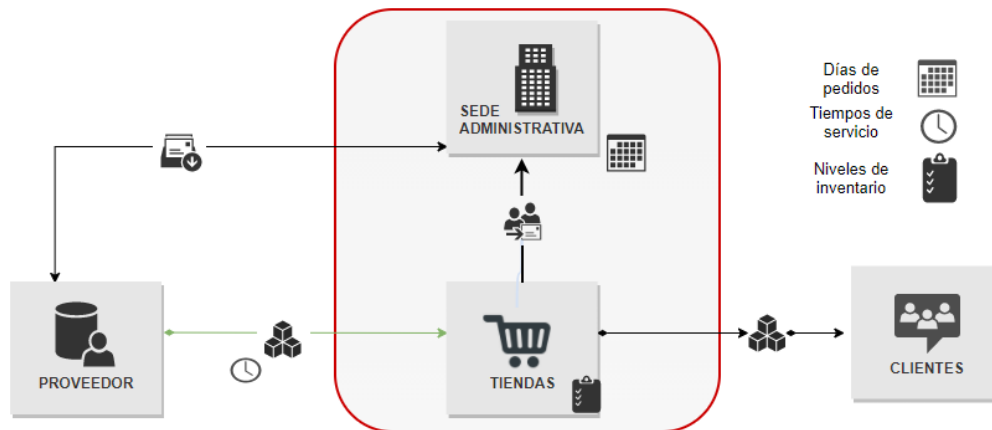 SEDE
ADMINISTRATIVA
Días de
pedidos
Tiempos de
servicio
Niveles de
inventario
PROVEEDOR
TIENDAS
CLIENTES